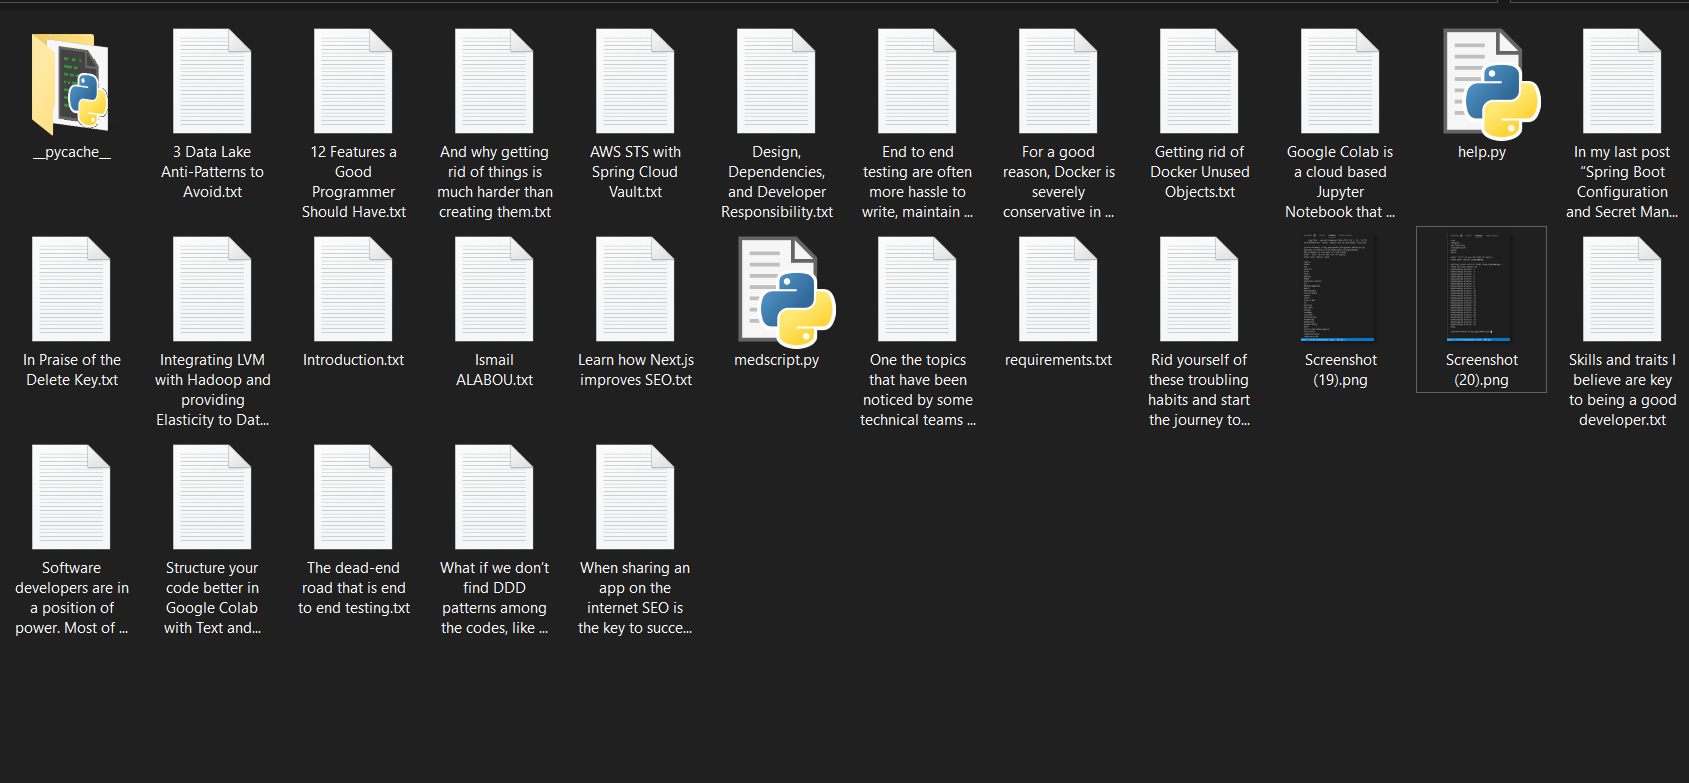 __pycache__
3 Data Lake
Anti-Patterns to
Avoid.txt
12 Features a
Good
Programmer
Should Have.txt
And why getting
rid of things is
much harder than
creating them.txt
AWS STS with
Spring Cloud
Vault.txt
Design,
Dependencies,
and Developer
Responsibility.txt
End to end
testing are often
more hassle to
write, maintain ...
For a good
reason, Docker is
severely
conservative in ...
Getting rid of
Docker Unused
Objects.txt
Google Colab is
a cloud based
Jupyter
Notebook that ...
help.py
In my last post
“Spring Boot
Configuration
and Secret Man...
In Praise of the
Delete Key.txt
Integrating LVM
with Hadoop and
providing
Elasticity to Dat...
Introduction.txt
Ismail
ALABOU.txt
Learn how Next.js
improves SEO.txt
medscript.py
One the topics
that have been
noticed by some
technical teams ...
requirements.txt
Rid yourself of
these troubling
habits and start
the journey to...
Screenshot
(19).png
Screenshot
(20).png
Skills and traits I
believe are key
to being a good
developer.txt
Software
developers are in
a position of
power. Most of ...
Structure your
code better in
Google Colab
with Text and...
The dead-end
road that is end
to end testing.txt
What if we don’t
find DDD
patterns among
the codes, like ...
When sharing an
app on the
internet SEO is
the key to succe...